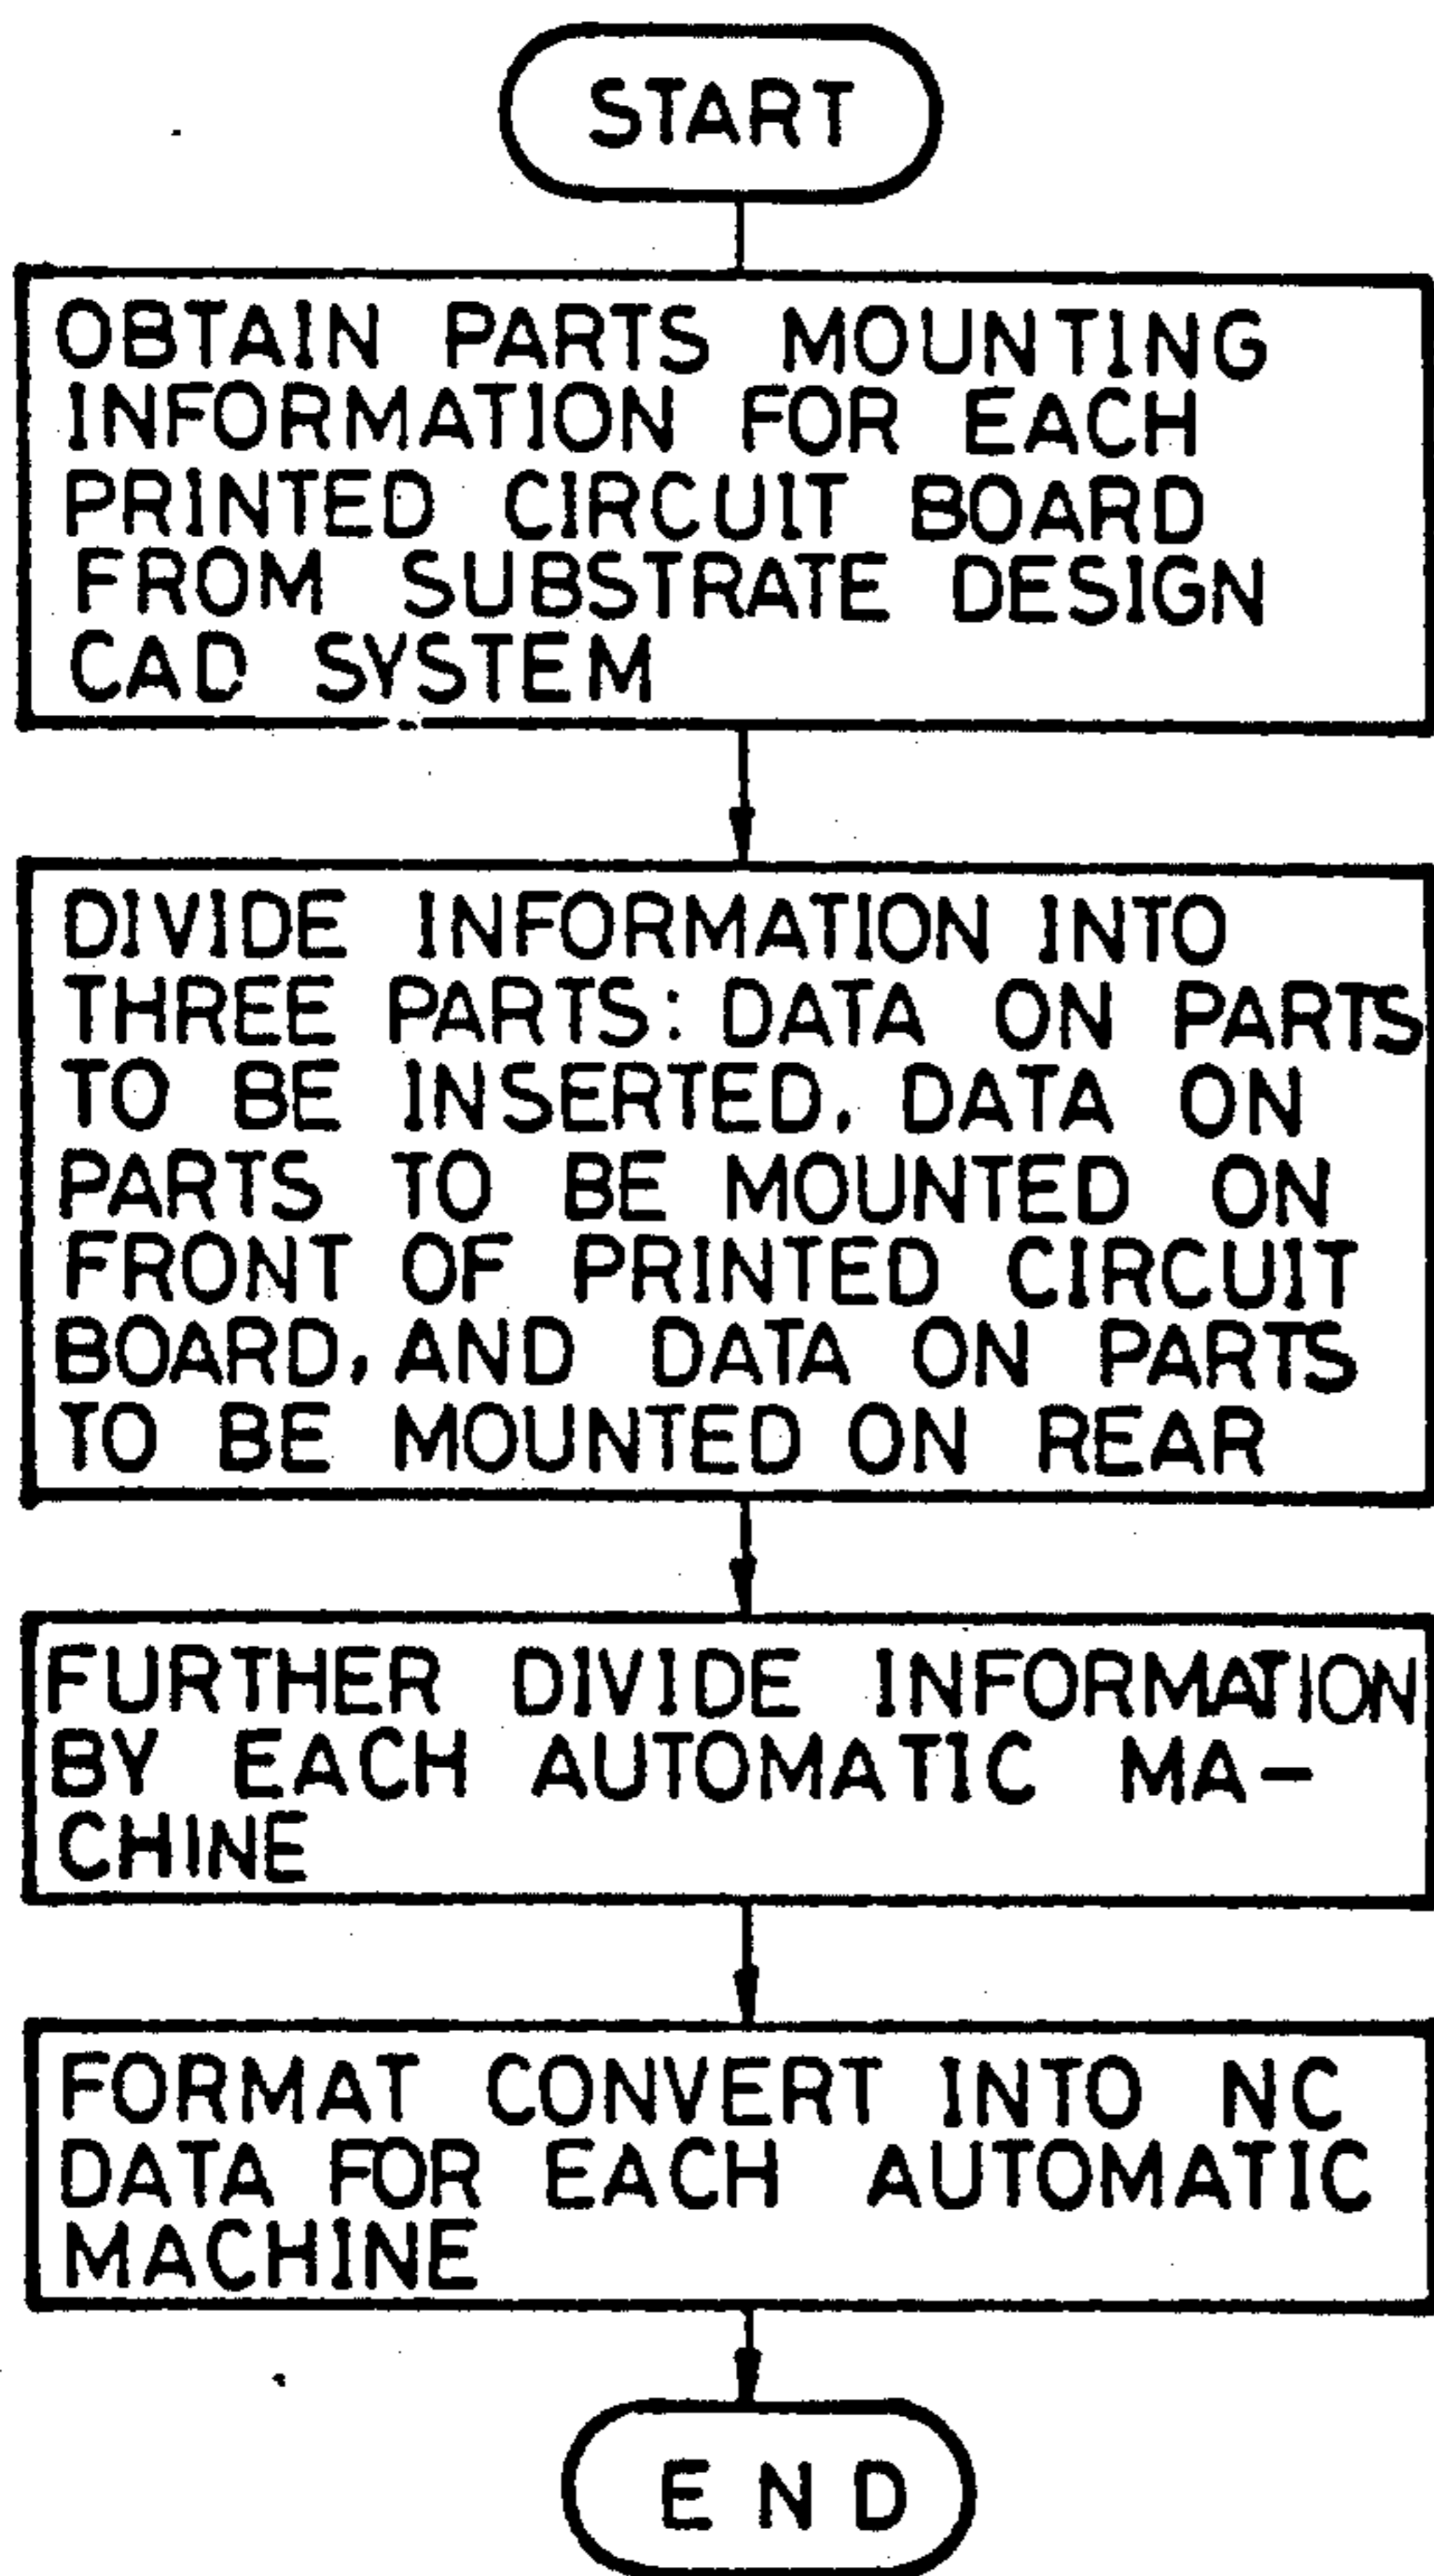 START
OBTAIN PARTS MOUNTING
INFORMATION FOR EACH
PRINTED CIRCUIT BOARD
FROM SUBSTRATE DESIGN
CAD SYSTEM
DIVIDE INFORMATION INTO
THREE PARTS: DATA ON PARTS
TO BE INSERTED, DATA ON
PARTS TO BE MOUNTED ON
FRONT OF PRINTED CIRCUIT
BOARD, AND DATA ON PARTS
TO BE MOUNTED ON REAR
FURTHER DIVIDE INFORMATION
BY EACH AUTOMATIC MA-
CHINE
FORMAT CONVERT INTO NC
DATA FOR EACH AUTOMATIC
MACHINE
END